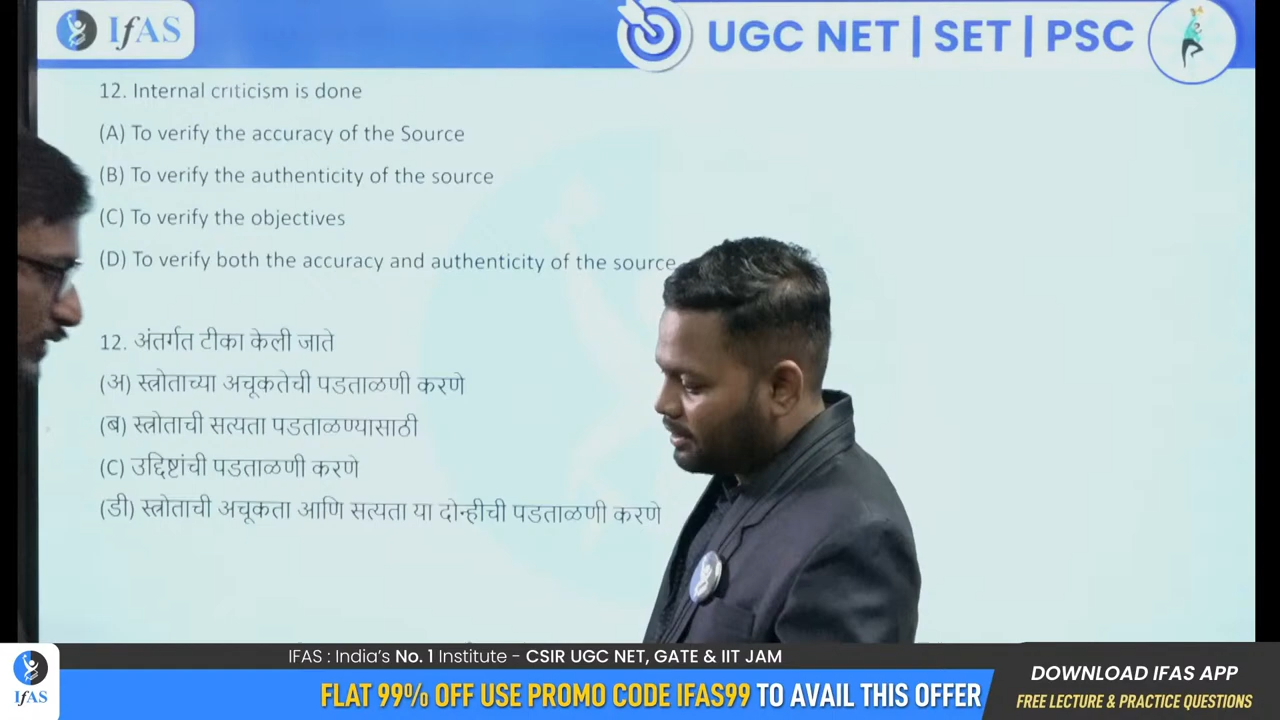 IfAS
UGC NET | SET | PSC
12. Internal criticism is done
(A) To verify the accuracy of the Source
(B) To verify the authenticity of the source
(C) To verify the objectives
(D) To verify both the accuracy and authenticity of the source
12. अंतर्गत टीका केली जाते
(अ) स्त्रोताच्या अचूकतेची पडताळणी करणे
(ब) स्त्रोताची सत्यता पडताळण्यासाठी
(C) उद्दिष्टांची पडताळणी करणे
(डी) स्त्रोताची अचूकता आणि सत्यता या दोन्हीची पडताळणी करणे
IFAS : India's No. 1 Institute - CSIR UGC NET, GATE & IIT JAM
IfAS
FLAT 99% OFF USE PROMO CODE IFAS99 TO AVAIL THIS OFFER
DOWNLOAD IFAS APP
FREE LECTURE & PRACTICE QUESTIONS